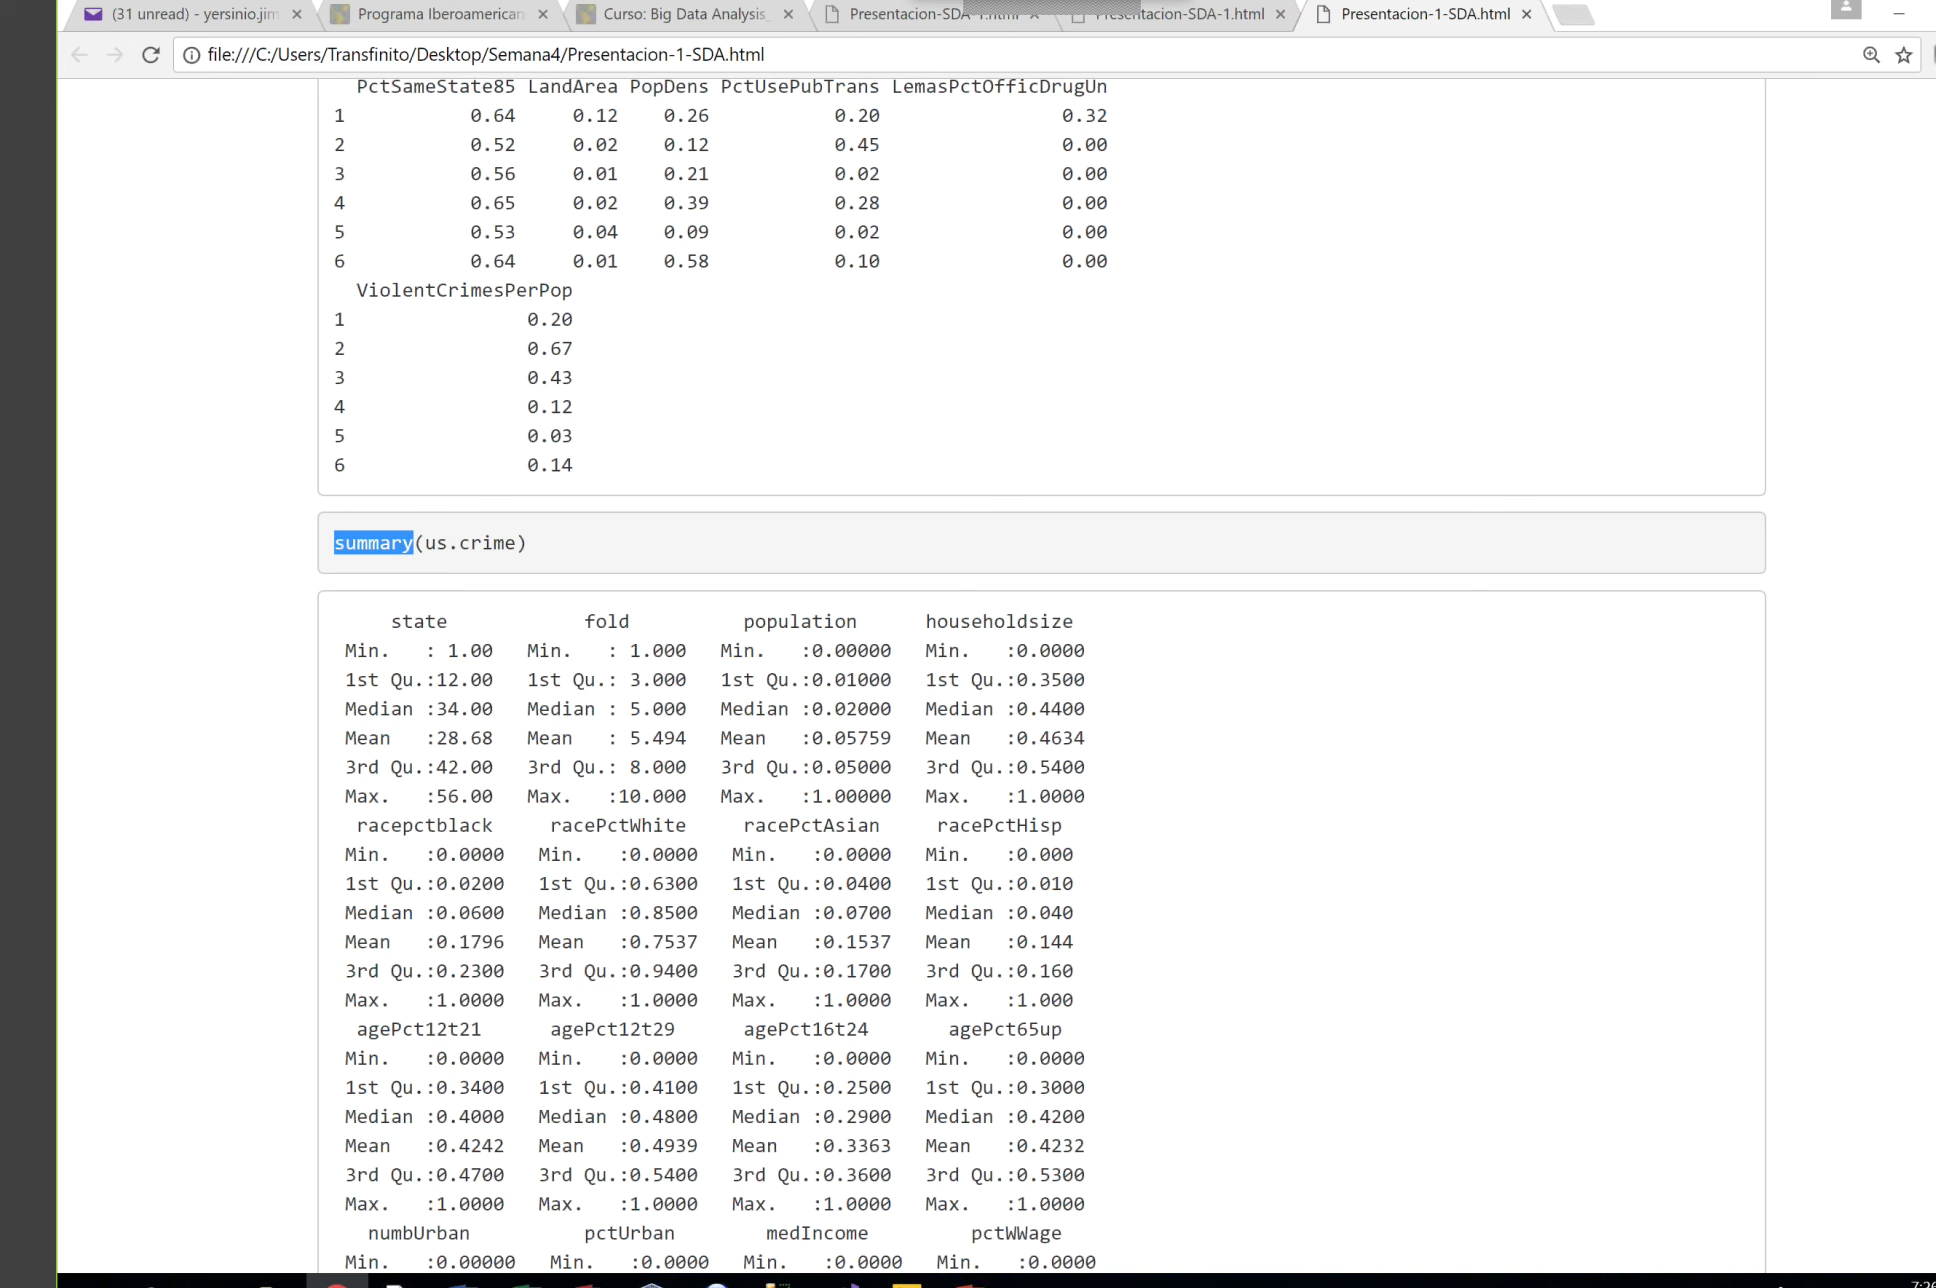 (31 unread) - yersinio.jim
Programa Iberoamerican
Curso: Big Data Analysis_
Presentacion-SDA-1.html
Presentacion-SDA-1.html
Presentacion-1-SDA.html
file:///C:/Users/Transfinito/Desktop/Semana4/Presentacion-1-SDA.html
PctSameState85 LandArea PopDens PctUsePubTrans LemasPctOfficDrugUn
1 0.64 0.12 0.26 0.20 0.32
2 0.52 0.02 0.12 0.45 0.00
3 0.56 0.01 0.21 0.02 0.00
4 0.65 0.02 0.39 0.28 0.00
5 0.53 0.04 0.09 0.02 0.00
6 0.64 0.01 0.58 0.10 0.00
ViolentCrimesPerPop
1 0.20
2 0.67
3 0.43
4 0.12
5 0.03
6 0.14
summary(us.crime)
state fold population householdsize
Min. : 1.00 Min. : 1.000 Min. :0.00000 Min. :0.0000
1st Qu.:12.00 1st Qu.: 3.000 1st Qu.:0.01000 1st Qu.:0.3500
Median :34.00 Median : 5.000 Median :0.02000 Median :0.4400
Mean :28.68 Mean : 5.494 Mean :0.05759 Mean :0.4634
3rd Qu.:42.00 3rd Qu.: 8.000 3rd Qu.:0.05000 3rd Qu.:0.5400
Max. :56.00 Max. :10.000 Max. :1.00000 Max. :1.0000
racepctblack racePctWhite racePctAsian racePctHisp
Min. :0.0000 Min. :0.0000 Min. :0.0000 Min. :0.000
1st Qu.:0.0200 1st Qu.:0.6300 1st Qu.:0.0400 1st Qu.:0.010
Median :0.0600 Median :0.8500 Median :0.0700 Median :0.040
Mean :0.1796 Mean :0.7537 Mean :0.1537 Mean :0.144
3rd Qu.:0.2300 3rd Qu.:0.9400 3rd Qu.:0.1700 3rd Qu.:0.160
Max. :1.0000 Max. :1.0000 Max. :1.0000 Max. :1.000
agePct12t21 agePct12t29 agePct16t24 agePct65up
Min. :0.0000 Min. :0.0000 Min. :0.0000 Min. :0.0000
1st Qu.:0.3400 1st Qu.:0.4100 1st Qu.:0.2500 1st Qu.:0.3000
Median :0.4000 Median :0.4800 Median :0.2900 Median :0.4200
Mean :0.4242 Mean :0.4939 Mean :0.3363 Mean :0.4232
3rd Qu.:0.4700 3rd Qu.:0.5400 3rd Qu.:0.3600 3rd Qu.:0.5300
Max. :1.0000 Max. :1.0000 Max. :1.0000 Max. :1.0000
numbUrban pctUrban medIncome pctWWage
Min. :0.00000 Min. :0.0000 Min. :0.0000 Min. :0.0000